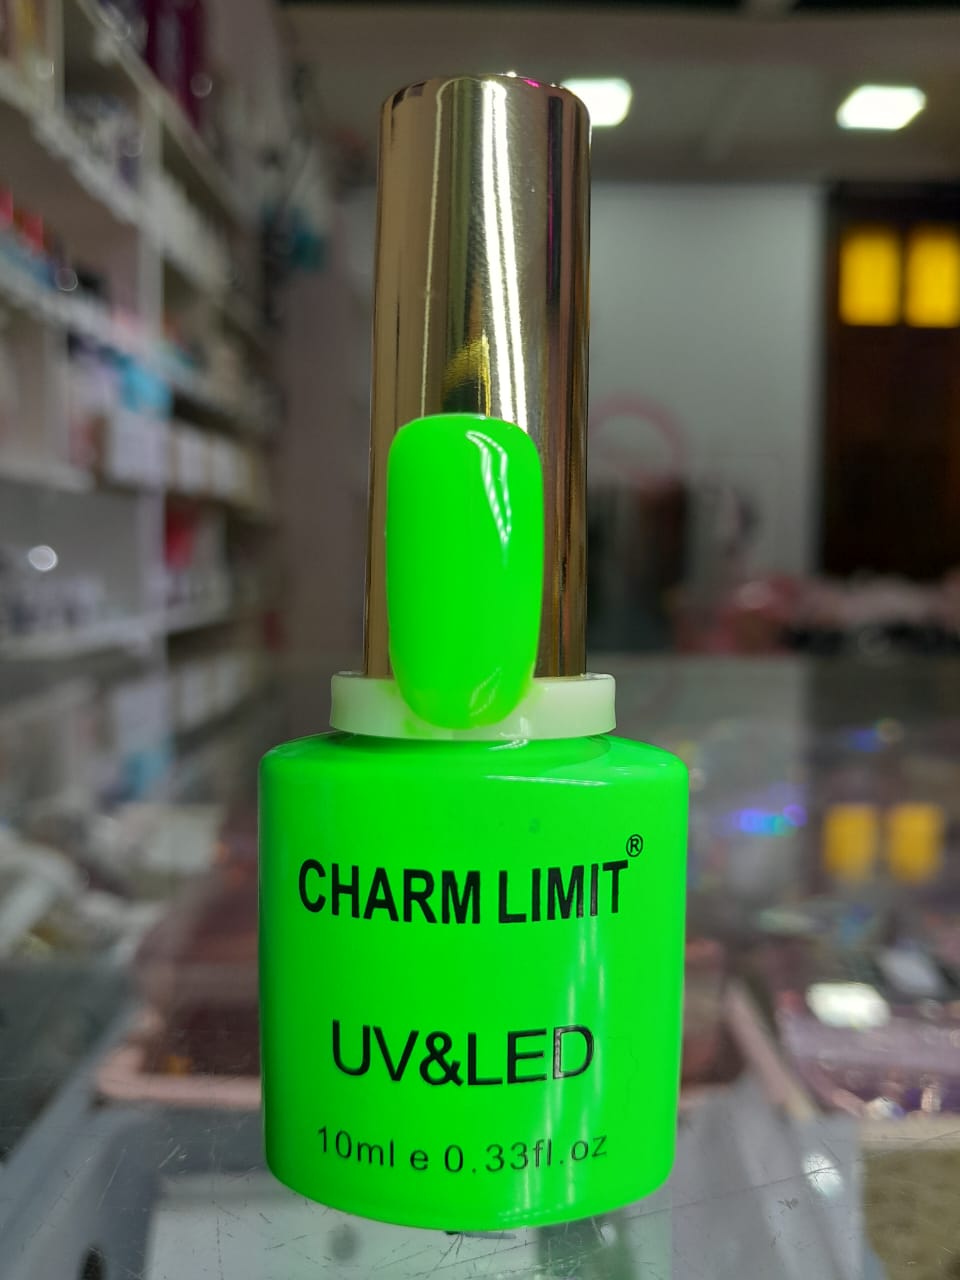 CHARM LIMIT®
UV&LED
10ml e 0.33fl.oz